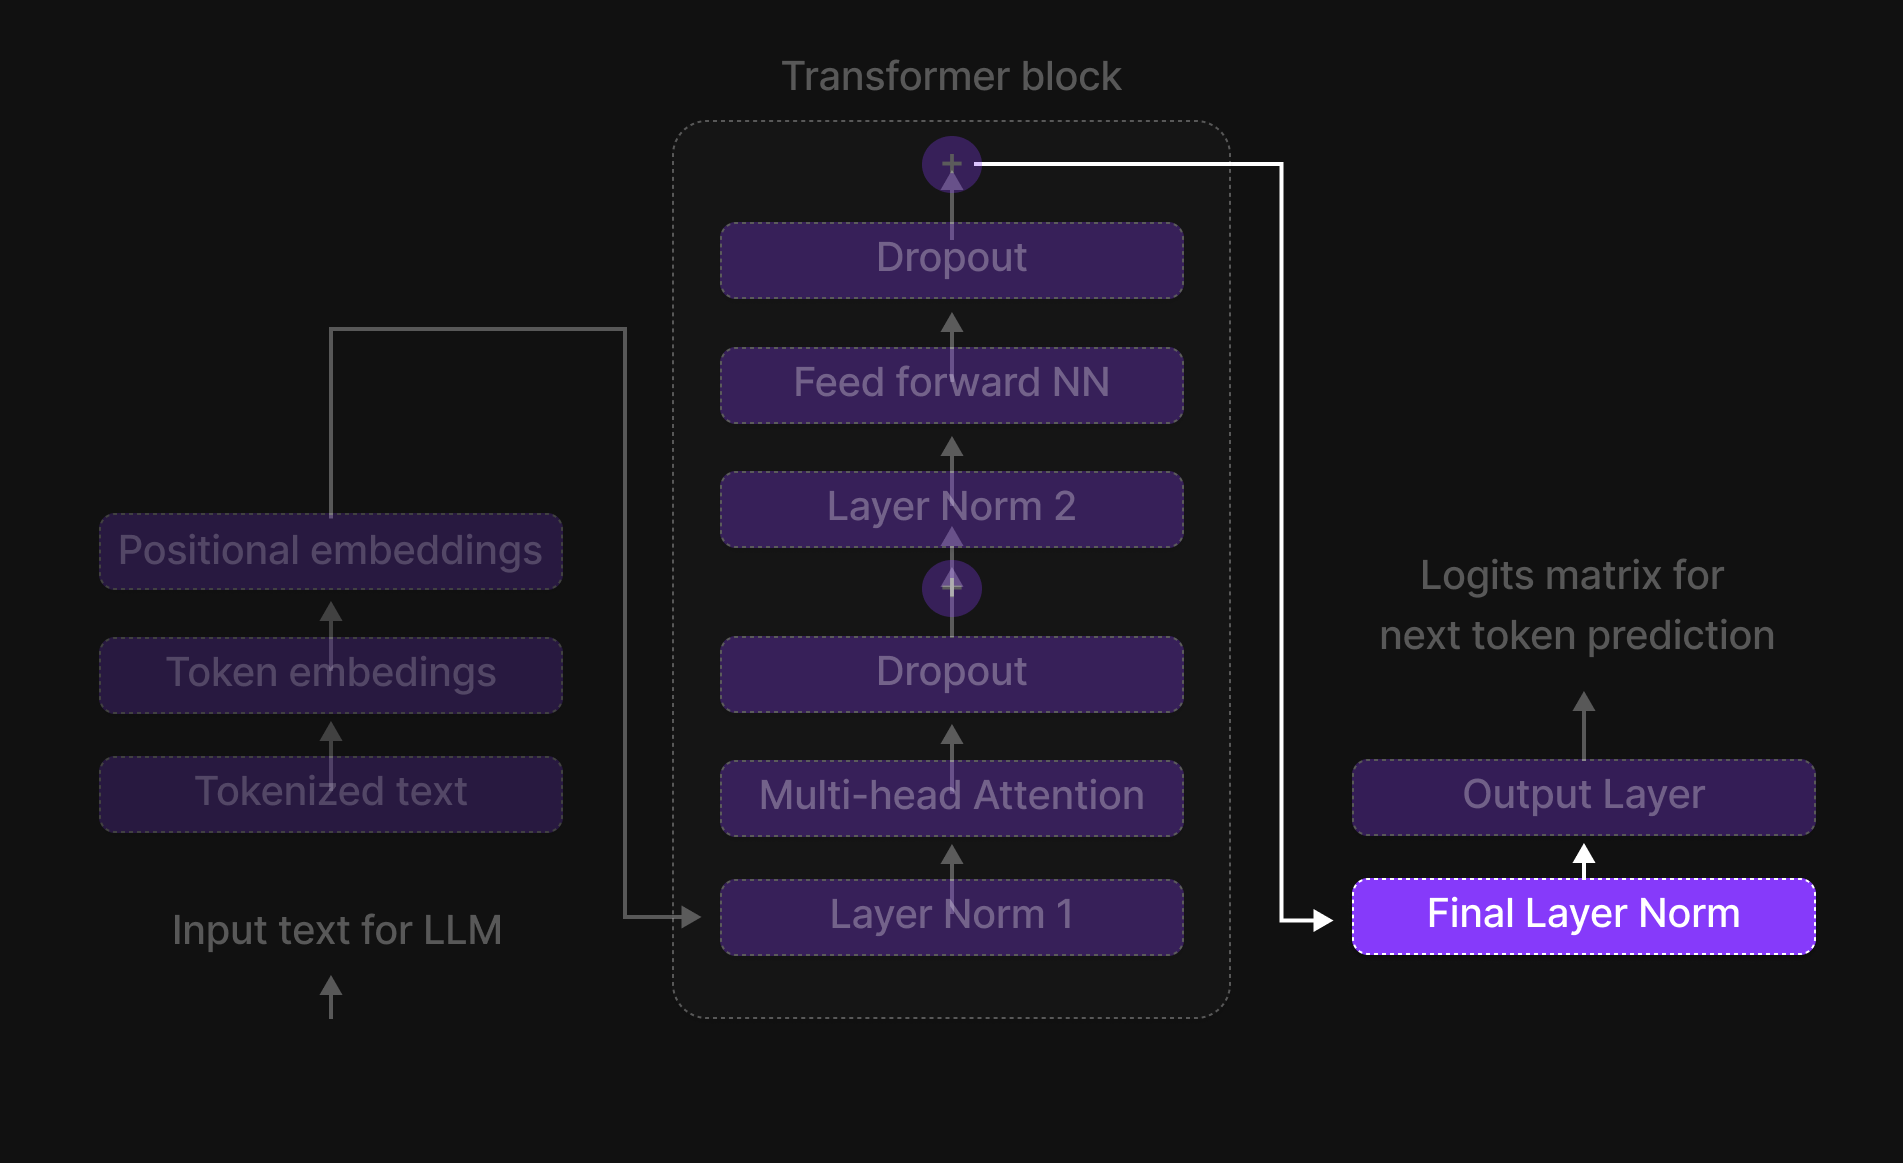 Transformer block
+
Dropout
Feed forward NN
Layer Norm 2
+
Dropout
Multi-head Attention
Layer Norm 1
Positional embeddings
Token embedings
Tokenized text
Input text for LLM
Logits matrix for
next token prediction
Output Layer
Final Layer Norm